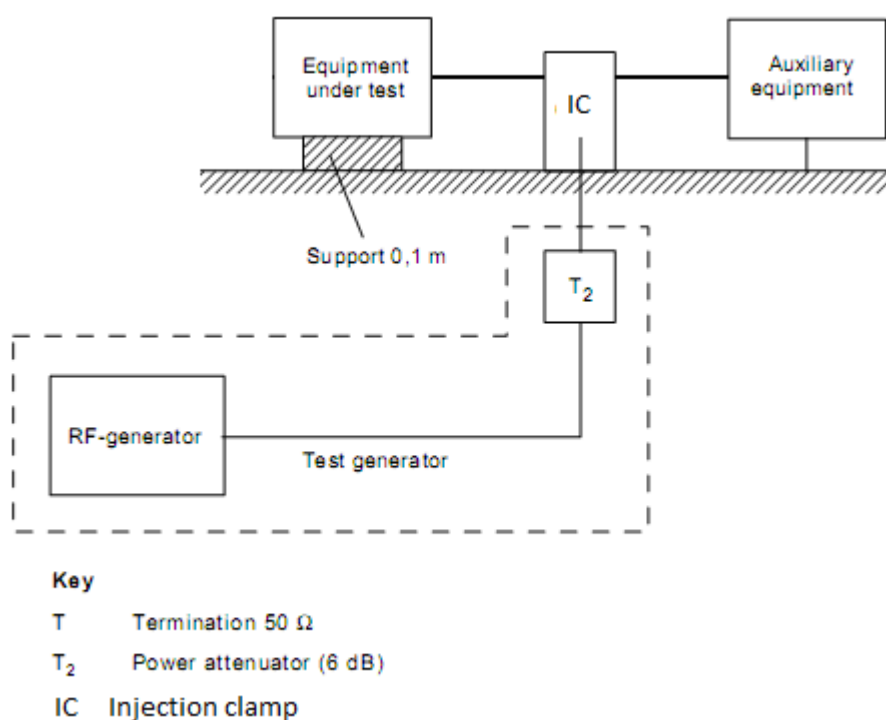 Equipment
under test
IC
Auxiliary
equipment
Support 0,1 m
T2
RF-generator
Test generator
Key
T Termination 50 Ω
T2 Power attenuator (6 dB)
IC Injection clamp